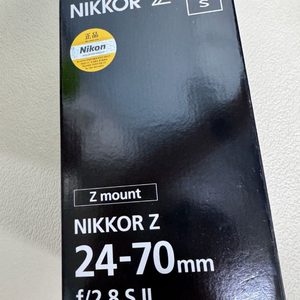 NIKKOR Z
S
正品
Nikon
Z mount
NIKKOR Z
24-70mm
f/2.8 S II